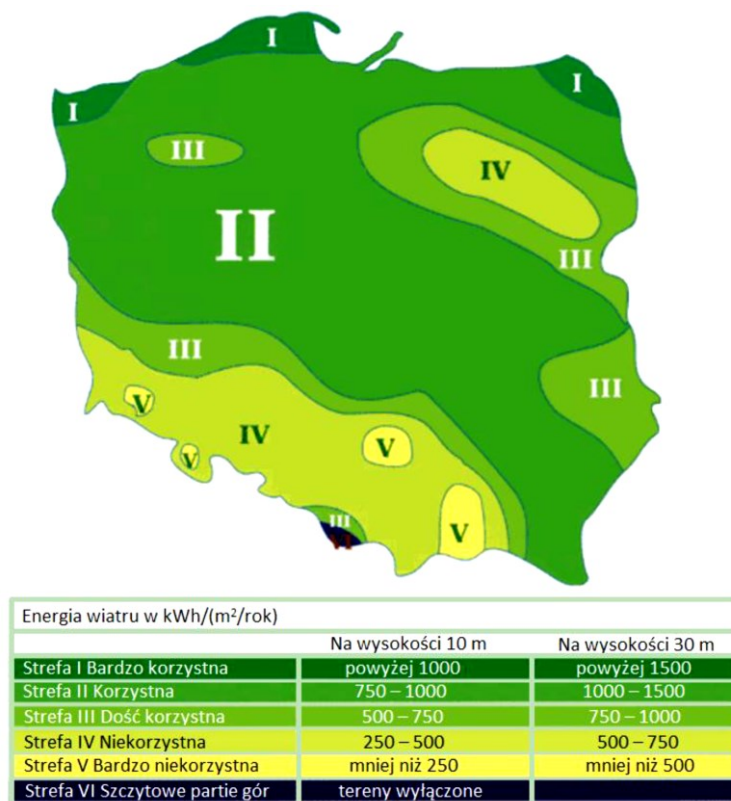 I
I
I
III
IV
II
III
III
III
V
IV
V
V
V
III
VI
Energia wiatru w kWh/(m²/rok)
Na wysokości 10 m Na wysokości 30 m
Strefa I Bardzo korzystna powyżej 1000 powyżej 1500
Strefa II Korzystna 750 – 1000 1000 – 1500
Strefa III Dość korzystna 500 – 750 750 – 1000
Strefa IV Niekorzystna 250 – 500 500 – 750
Strefa V Bardzo niekorzystna mniej niż 250 mniej niż 500
Strefa VI Szczytowe partie gór tereny wyłączone